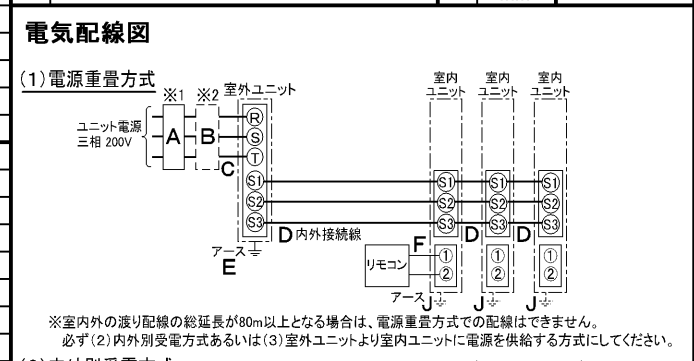 電気配線図
(1)電源重畳方式
※1 ※2 室外ユニット
室内ユニット 室内ユニット 室内ユニット
ユニット電源
三相 200V
A B C
R
S
T
S1 S1 S1 S1
S2 S2 S2 S2
S3 S3 S3 S3
D 内外接続線 D D
アース
E
F
リモコン
① ① ①
② ② ②
アース J J J
※室内外の渡り配線の総延長が80m以上となる場合は、電源重畳方式での配線はできません。
必ず(2)内外別受電方式あるいは(3)室外ユニットより室内ユニットに電源を供給する方式にしてください。